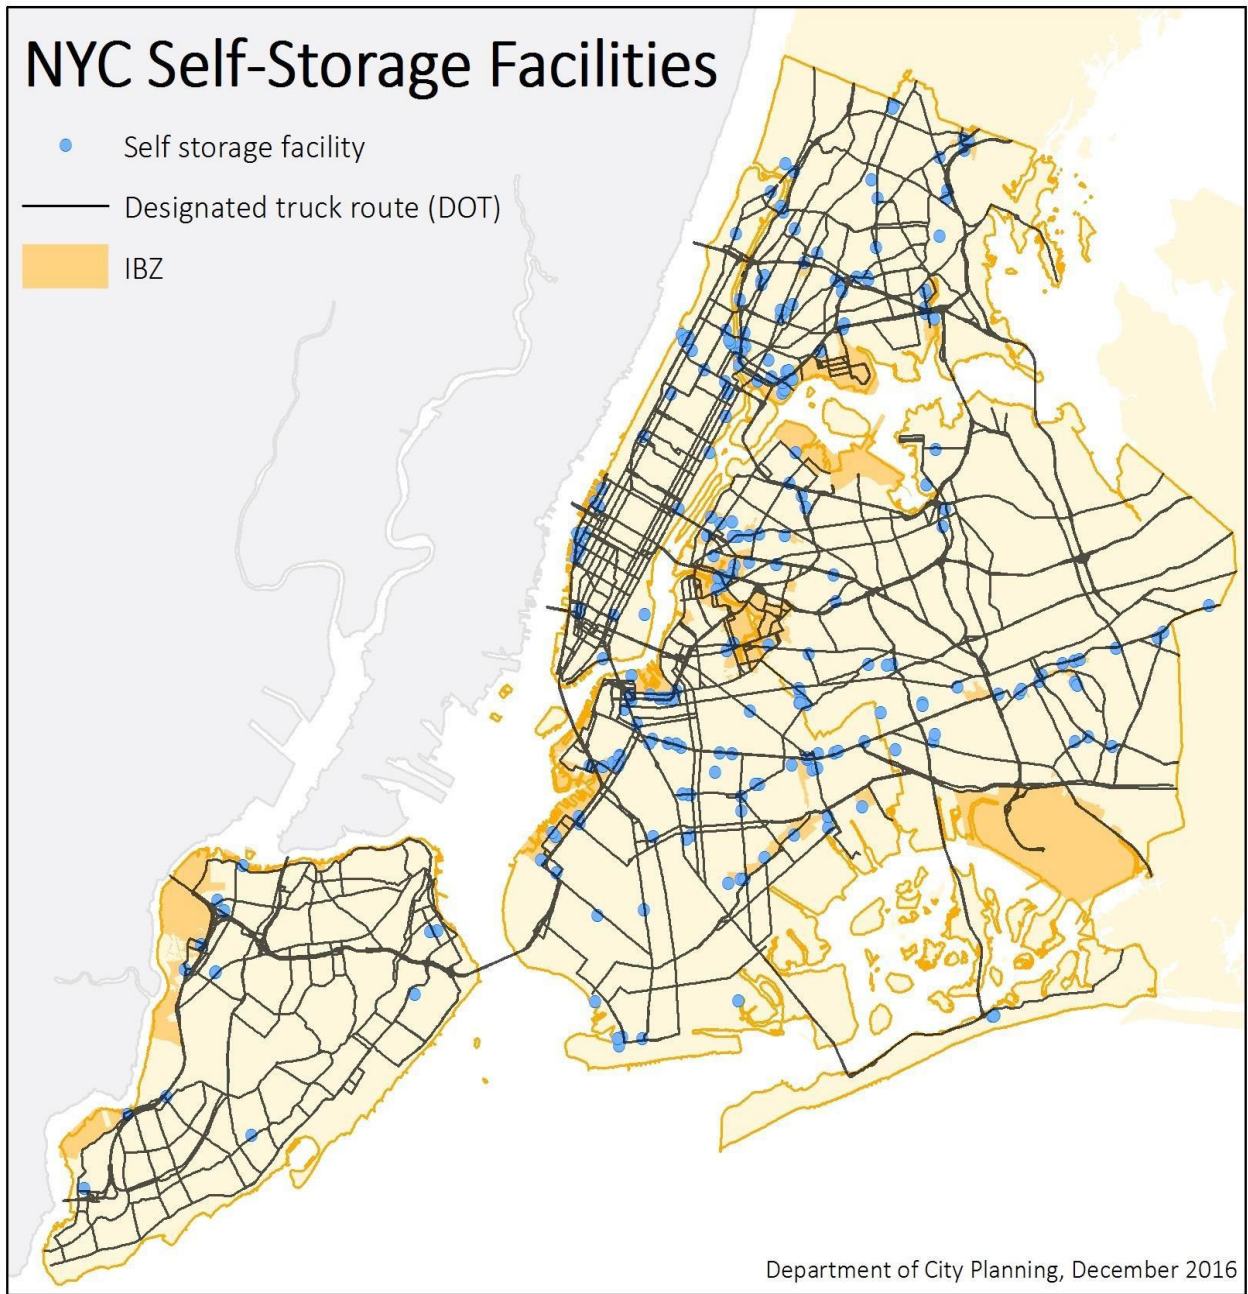 NYC Self-Storage Facilities
Self storage facility
Designated truck route (DOT)
IBZ
Department of City Planning, December 2016